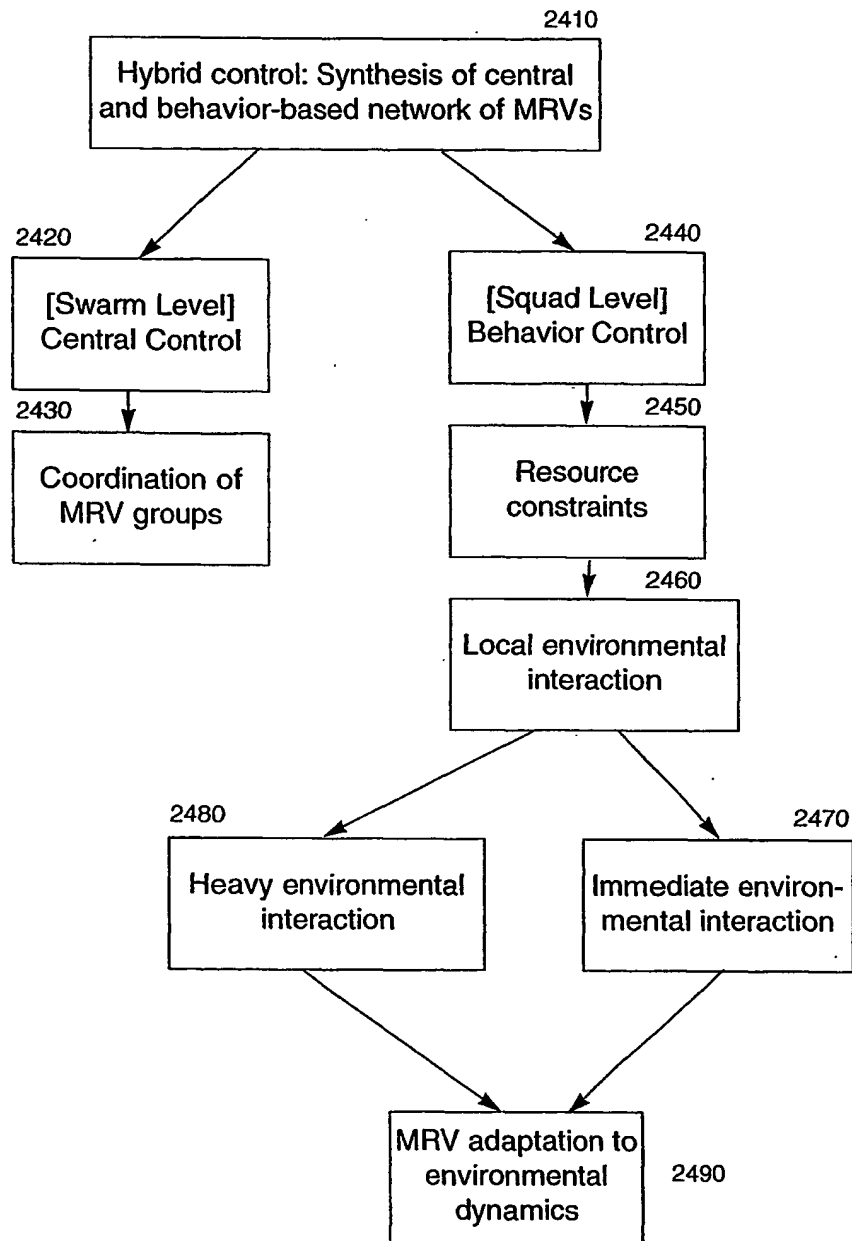 2410
Hybrid control: Synthesis of central
and behavior-based network of MRVs
2420
[Swarm Level]
Central Control
2430
Coordination of
MRV groups
2440
[Squad Level]
Behavior Control
2450
Resource
constraints
2460
Local environmental
interaction
2480
Heavy environmental
interaction
2470
Immediate environ-
mental interaction
MRV adaptation to
environmental
dynamics
2490